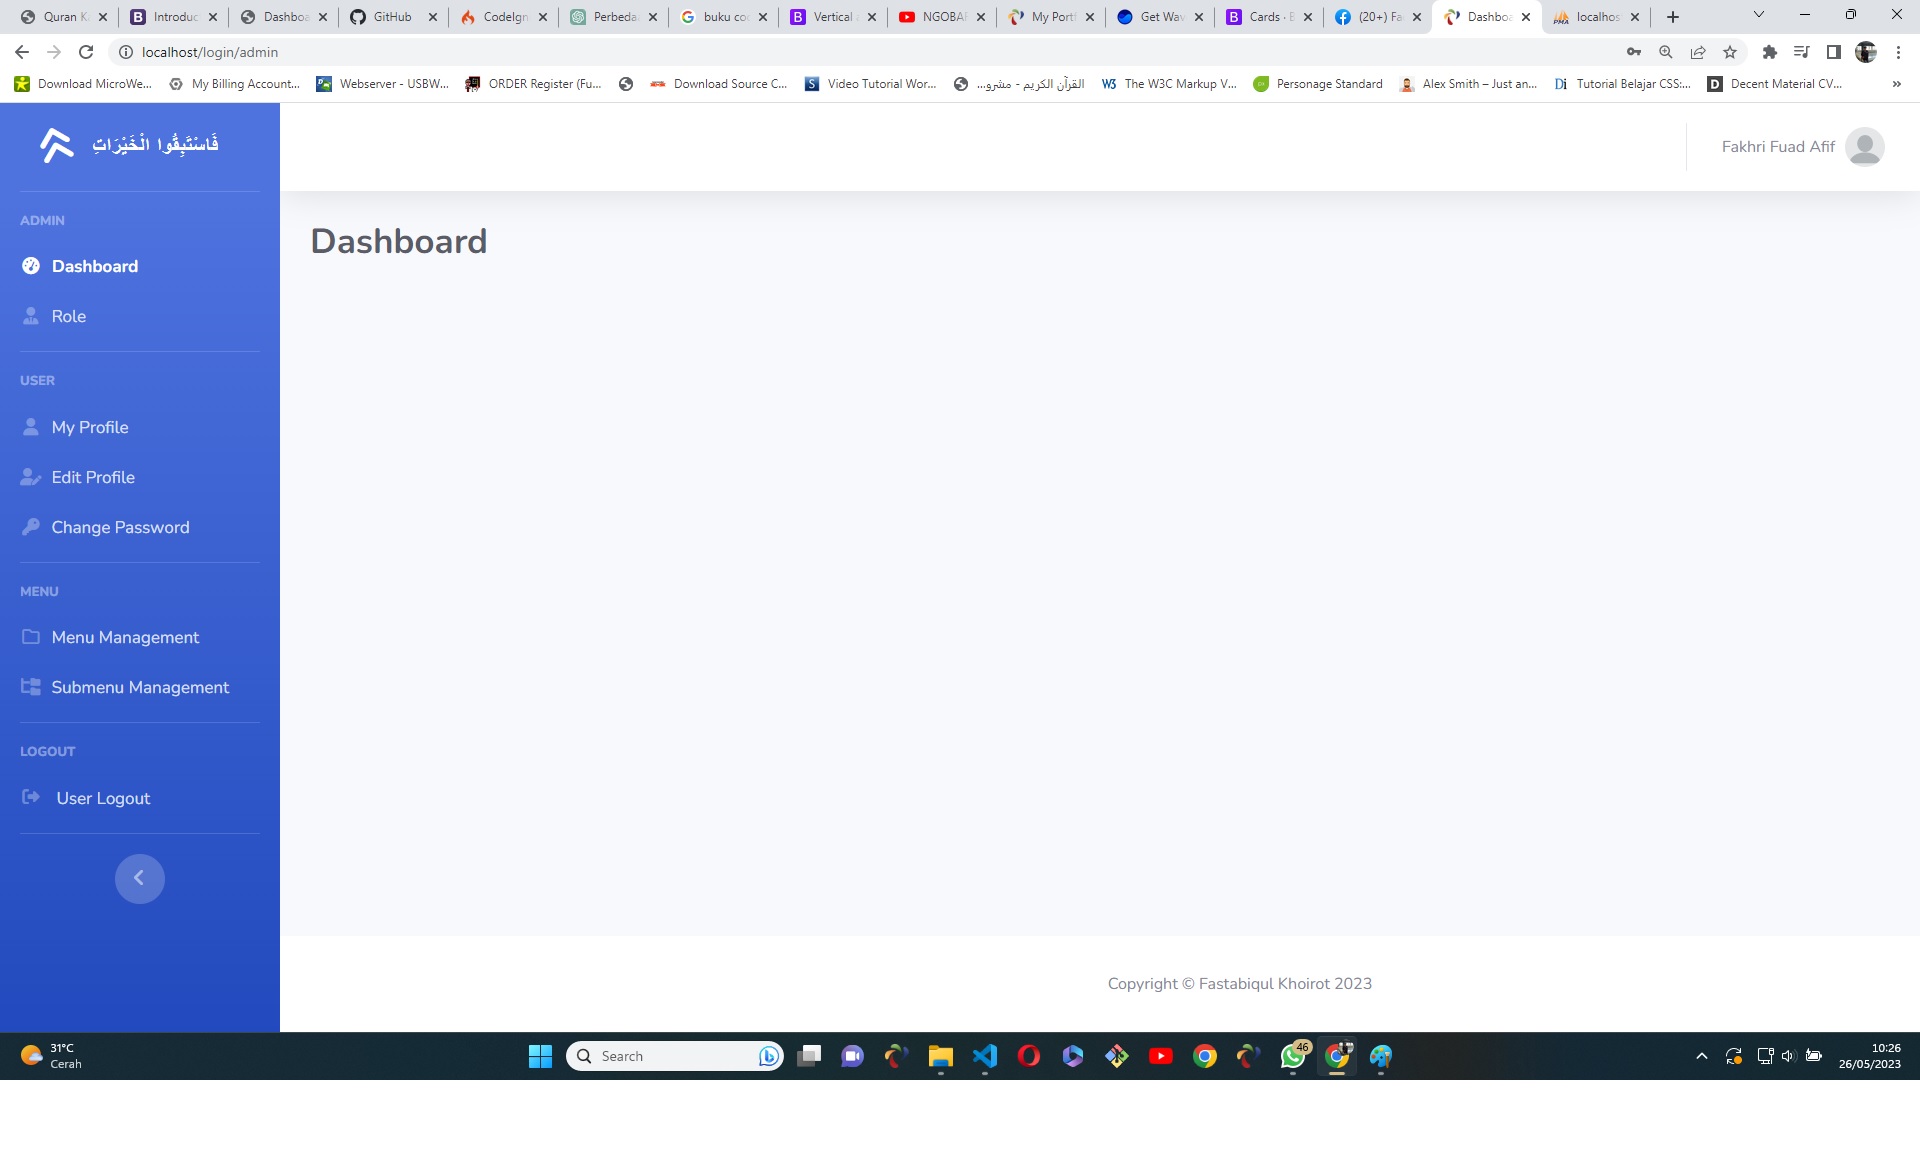 Quran K
Introduc
Dashboa
GitHub
CodeIgn
Perbeda
buku co
Vertical
NGOBA
My Port
Get Wav
Cards · B
(20+) Fa
Dashboa
localhos
localhost/login/admin
Download MicroWe...
My Billing Account...
Webserver - USBW...
ORDER Register (Fu...
Download Source C...
Video Tutorial Wor...
القرآن الكريم - مشرو...
W3 The W3C Markup V...
Personage Standard
Alex Smith – Just an...
Di Tutorial Belajar CSS:...
D Decent Material CV...
فَاسْتَبِقُوا الْخَيْرَاتِ
Fakhri Fuad Afif
ADMIN
Dashboard
Role
USER
My Profile
Edit Profile
Change Password
MENU
Menu Management
Submenu Management
LOGOUT
User Logout
Dashboard
Copyright © Fastabiqul Khoirot 2023
31°C
Cerah
Search
46
10:26
26/05/2023